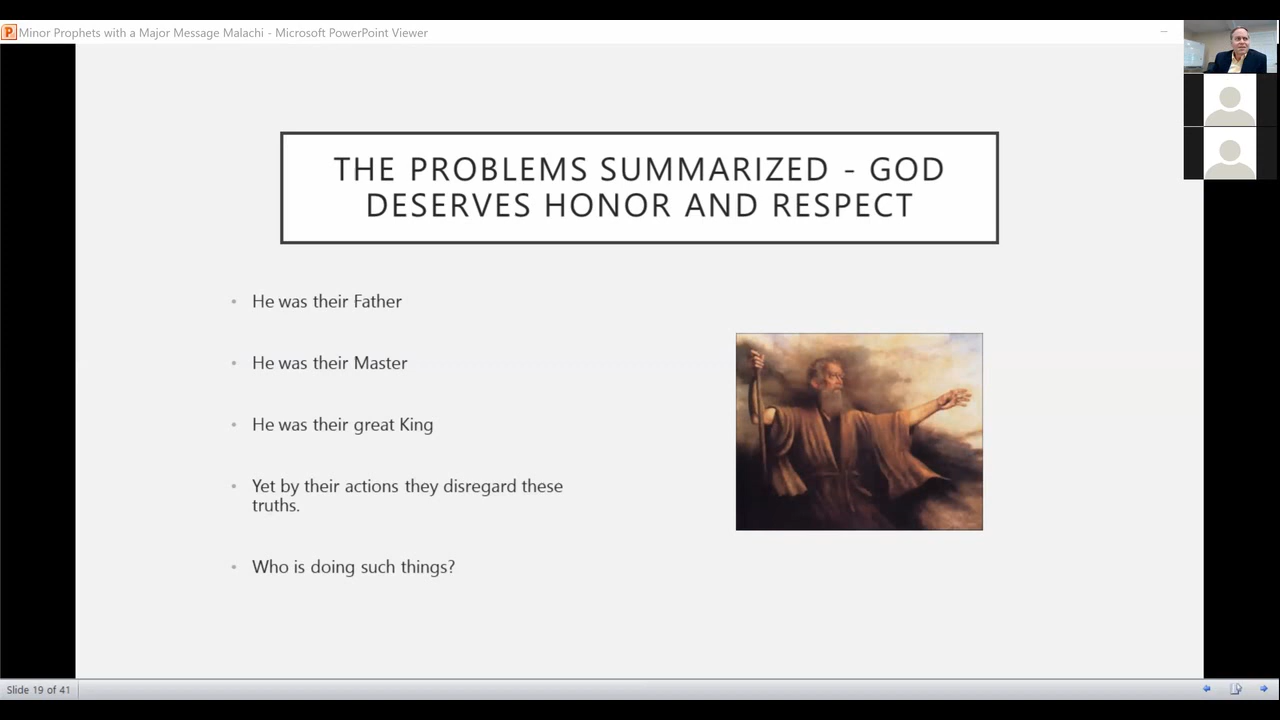 Minor Prophets with a Major Message Malachi - Microsoft PowerPoint Viewer
THE PROBLEMS SUMMARIZED - GOD
DESERVES HONOR AND RESPECT
• He was their Father
• He was their Master
• He was their great King
• Yet by their actions they disregard these
truths.
• Who is doing such things?
Slide 19 of 41